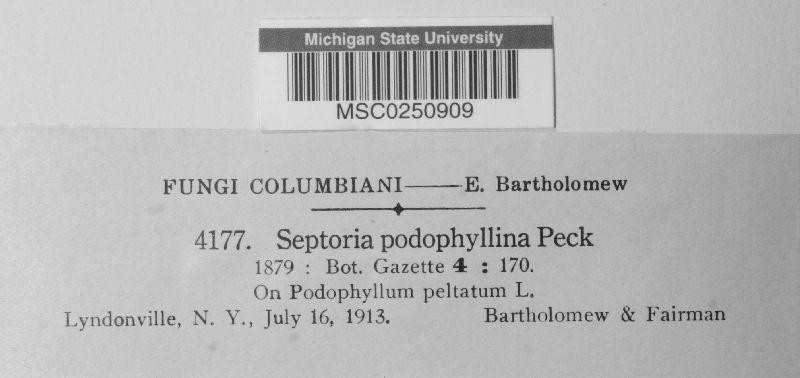 Michigan State University
MSC0250909
FUNGI COLUMBIANI——E. Bartholomew
4177. Septoria podophyllina Peck
1879 : Bot. Gazette 4 : 170.
On Podophyllum peltatum L.
Lyndonville, N. Y., July 16, 1913. Bartholomew & Fairman